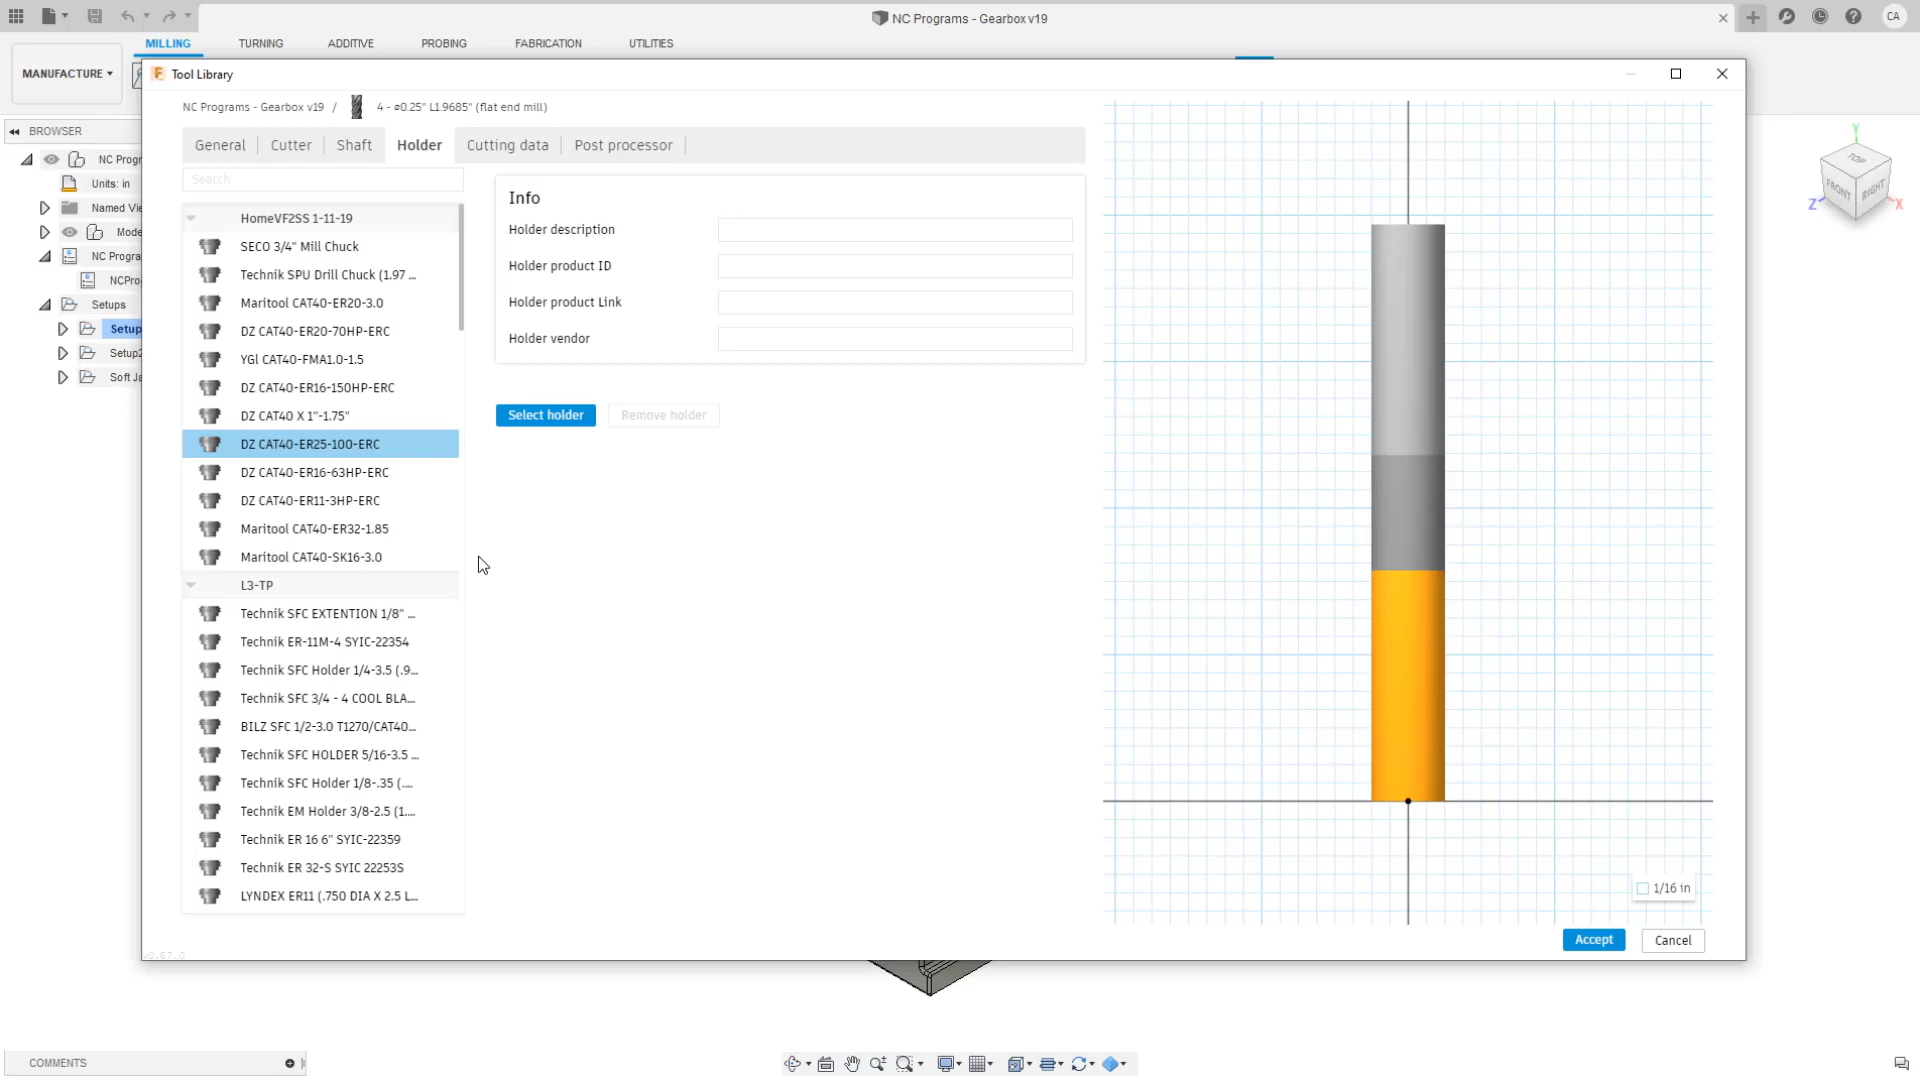 NC Programs - Gearbox v19
CA
MILLING
TURNING
ADDITIVE
PROBING
FABRICATION
UTILITIES
MANUFACTURE
Tool Library
NC Programs - Gearbox v19 /
4 - ⌀0.25" L1.9685" (flat end mill)
BROWSER
General
Cutter
Shaft
Holder
Cutting data
Post processor
NC Progr
Units: in
Named Vie
Mode
NC Progra
NCPro
Setups
Setup
Setup2
Soft Ja
Search
HomeVF2SS 1-11-19
SECO 3/4" Mill Chuck
Technik SPU Drill Chuck (1.97 ...
Maritool CAT40-ER20-3.0
DZ CAT40-ER20-70HP-ERC
YGl CAT40-FMA1.0-1.5
DZ CAT40-ER16-150HP-ERC
DZ CAT40 X 1"-1.75"
DZ CAT40-ER25-100-ERC
DZ CAT40-ER16-63HP-ERC
DZ CAT40-ER11-3HP-ERC
Maritool CAT40-ER32-1.85
Maritool CAT40-SK16-3.0
L3-TP
Technik SFC EXTENTION 1/8" ...
Technik ER-11M-4 SYIC-22354
Technik SFC Holder 1/4-3.5 (.9...
Technik SFC 3/4 - 4 COOL BLA...
BILZ SFC 1/2-3.0 T1270/CAT40...
Technik SFC HOLDER 5/16-3.5 ...
Technik SFC Holder 1/8-.35 (....
Technik EM Holder 3/8-2.5 (1....
Technik ER 16 6" SYIC-22359
Technik ER 32-S SYIC 22253S
LYNDEX ER11 (.750 DIA X 2.5 L...
Info
Holder description
Holder product ID
Holder product Link
Holder vendor
Select holder
Remove holder
TOP
FRONT
RIGHT
Y
Z
X
1/16 in
Accept
Cancel
v0.67.0
COMMENTS